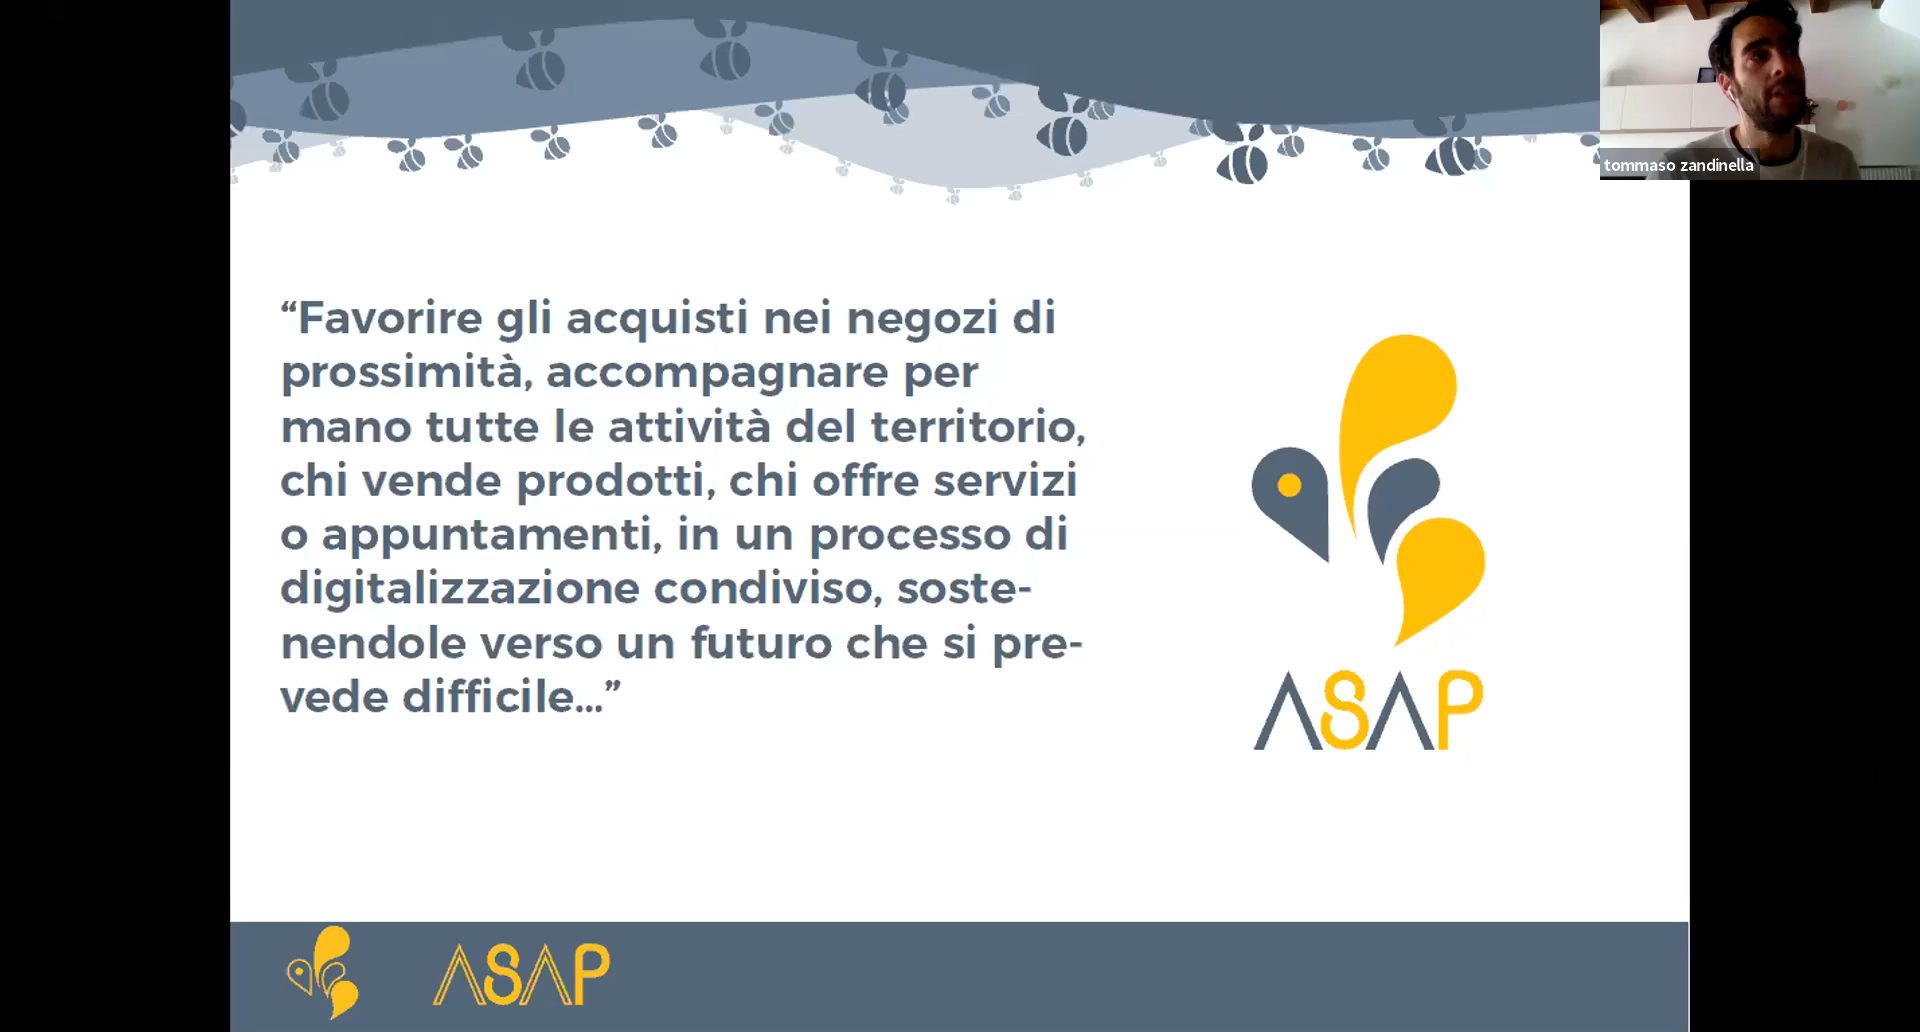 tommaso zandinella
“Favorire gli acquisti nei negozi di
prossimità, accompagnare per
mano tutte le attività del territorio,
chi vende prodotti, chi offre servizi
o appuntamenti, in un processo di
digitalizzazione condiviso, soste-
nendole verso un futuro che si pre-
vede difficile...”
ASAP
ASAP